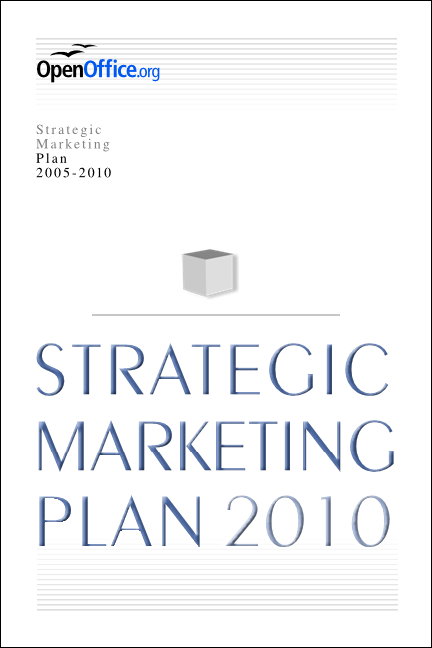 OpenOffice.org
Strategic
Marketing
Plan
2005-2010
STRATEGIC
MARKETING
PLAN 2010